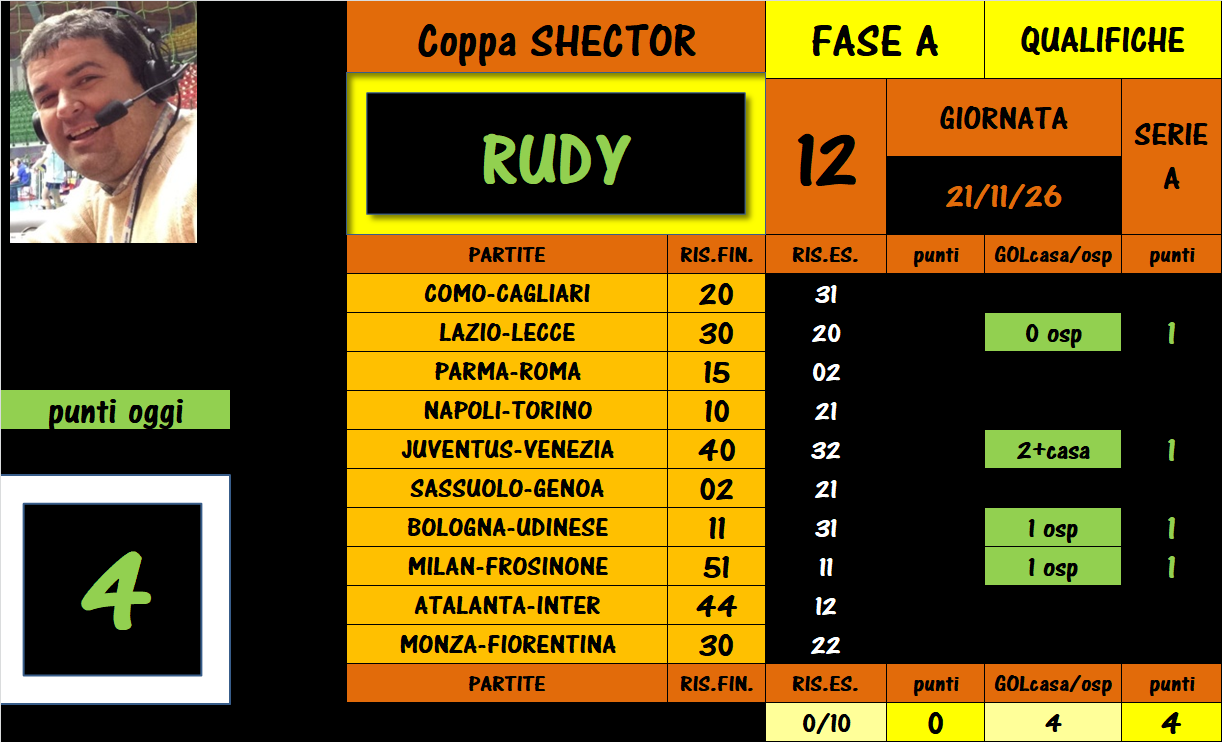 Coppa SHECTOR FASE A QUALIFICHE
RUDY 12 GIORNATA SERIE A
21/11/26
PARTITE RIS.FIN. RIS.ES. punti GOLcasa/osp punti
COMO-CAGLIARI 20 31
LAZIO-LECCE 30 20 0 osp 1
PARMA-ROMA 15 02
NAPOLI-TORINO 10 21
JUVENTUS-VENEZIA 40 32 2+casa 1
SASSUOLO-GENOA 02 21
BOLOGNA-UDINESE 11 31 1 osp 1
MILAN-FROSINONE 51 11 1 osp 1
ATALANTA-INTER 44 12
MONZA-FIORENTINA 30 22
PARTITE RIS.FIN. RIS.ES. punti GOLcasa/osp punti
0/10 0 4 4
punti oggi
4